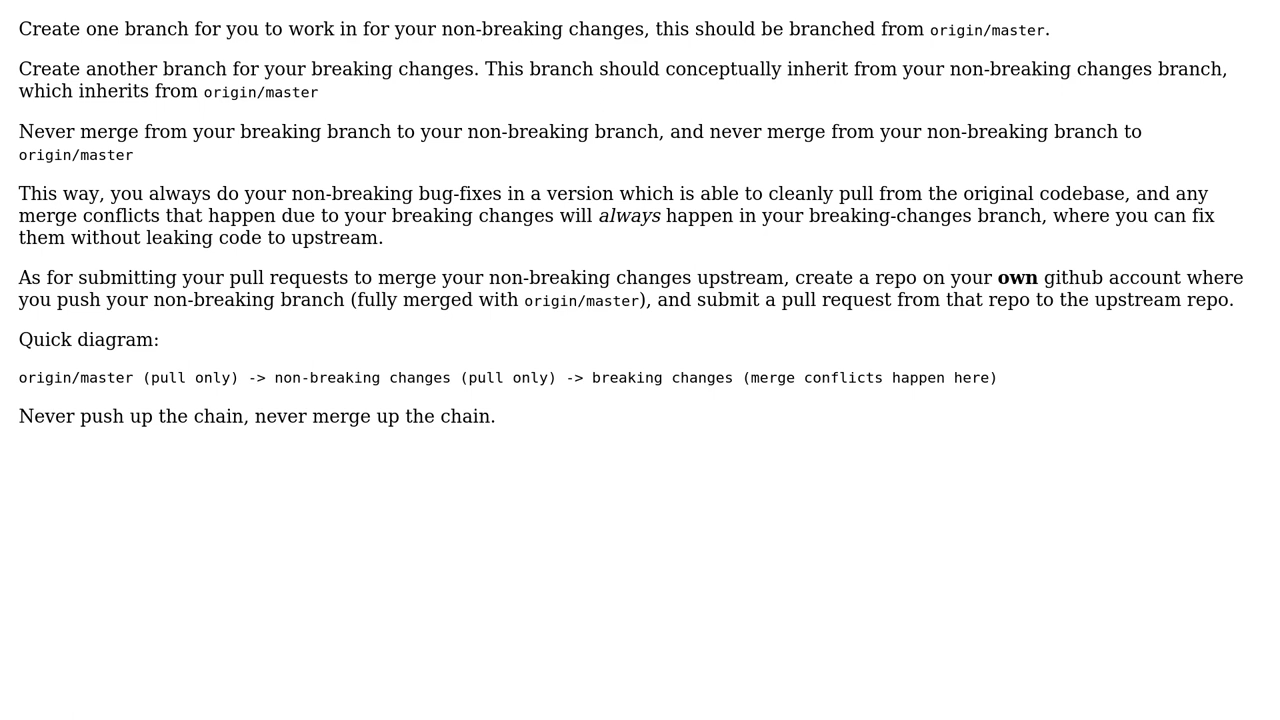 Create one branch for you to work in for your non-breaking changes, this should be branched from origin/master.
Create another branch for your breaking changes. This branch should conceptually inherit from your non-breaking changes branch,
which inherits from origin/master
Never merge from your breaking branch to your non-breaking branch, and never merge from your non-breaking branch to
origin/master
This way, you always do your non-breaking bug-fixes in a version which is able to cleanly pull from the original codebase, and any
merge conflicts that happen due to your breaking changes will always happen in your breaking-changes branch, where you can fix
them without leaking code to upstream.
As for submitting your pull requests to merge your non-breaking changes upstream, create a repo on your own github account where
you push your non-breaking branch (fully merged with origin/master), and submit a pull request from that repo to the upstream repo.
Quick diagram:
origin/master (pull only) -> non-breaking changes (pull only) -> breaking changes (merge conflicts happen here)
Never push up the chain, never merge up the chain.